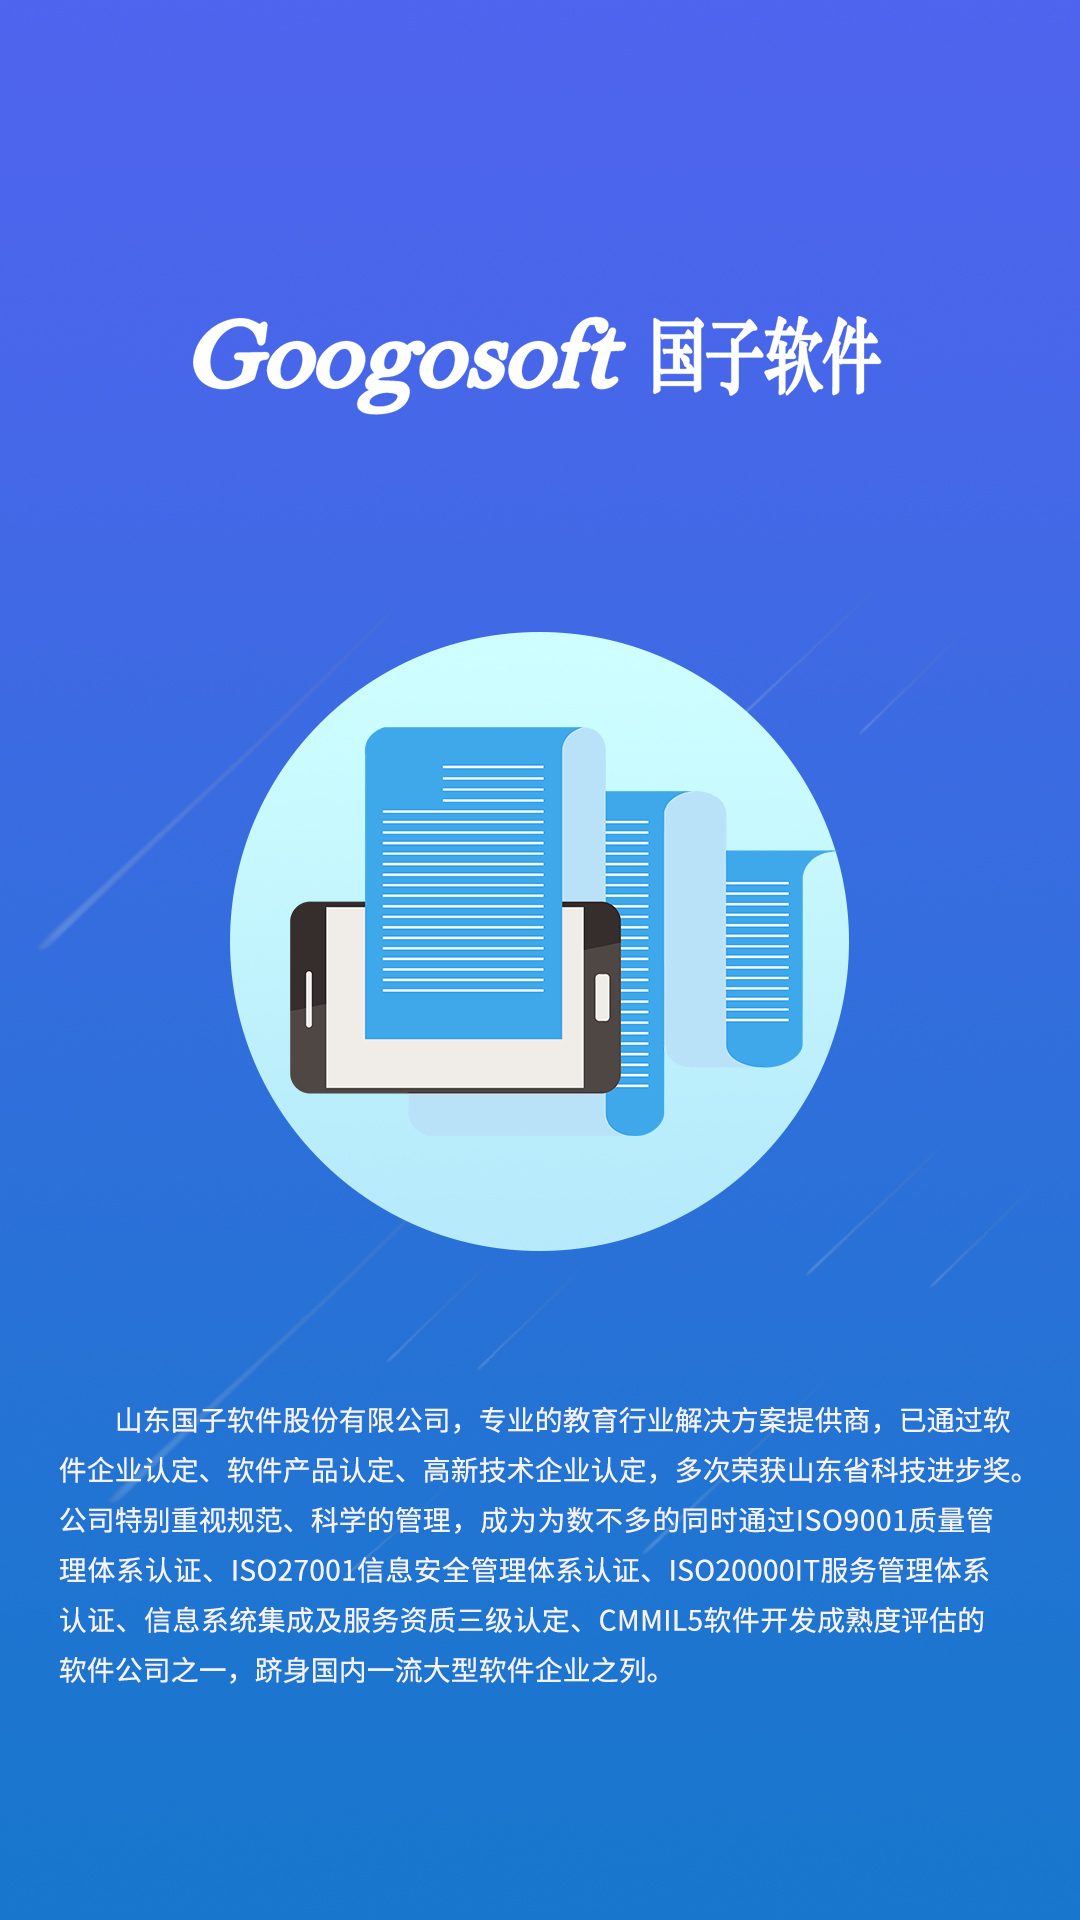 Googosoft 国子软件
山东国子软件股份有限公司，专业的教育行业解决方案提供商，已通过软
件企业认定、软件产品认定、高新技术企业认定，多次荣获山东省科技进步奖。
公司特别重视规范、科学的管理，成为为数不多的同时通过ISO9001质量管
理体系认证、ISO27001信息安全管理体系认证、ISO20000IT服务管理体系
认证、信息系统集成及服务资质三级认定、CMMIL5软件开发成熟度评估的
软件公司之一，跻身国内一流大型软件企业之列。